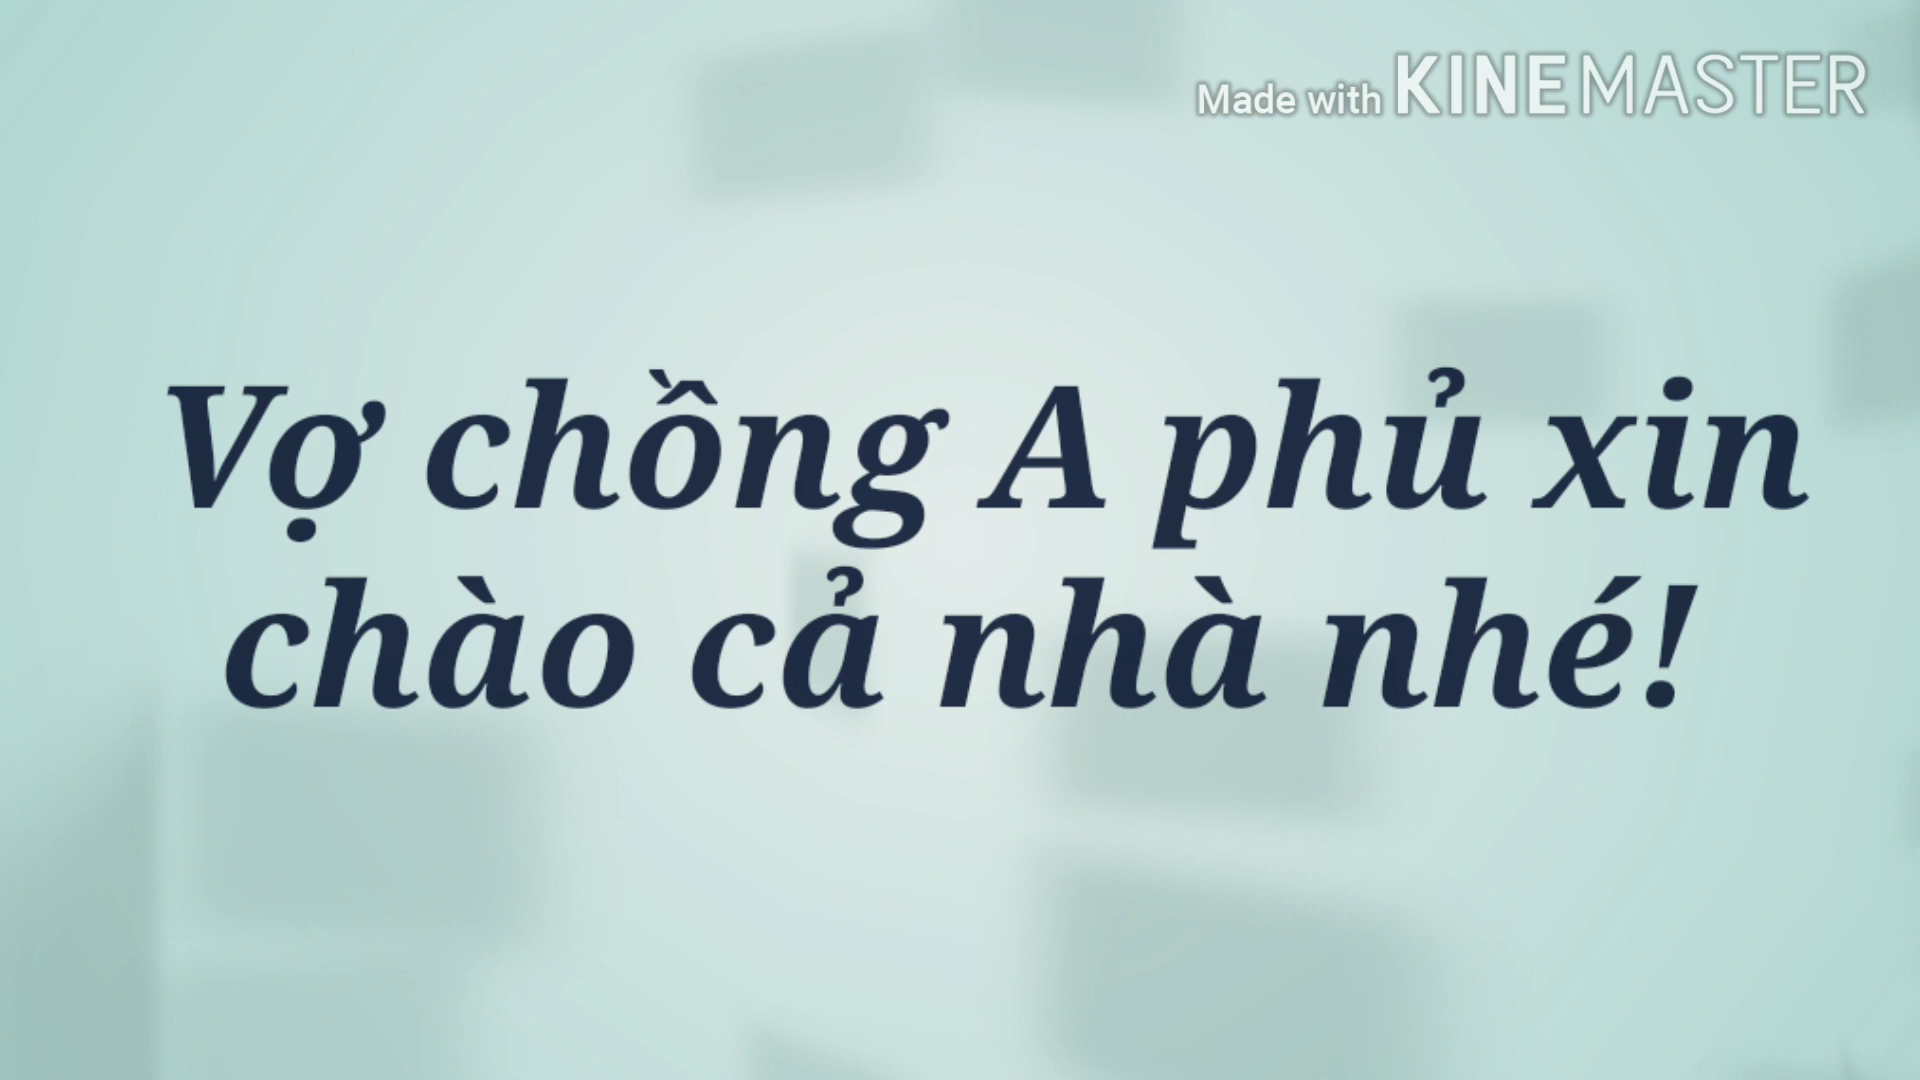 Made with KINEMASTER
Vợ chồng A phủ xin
chào cả nhà nhé!